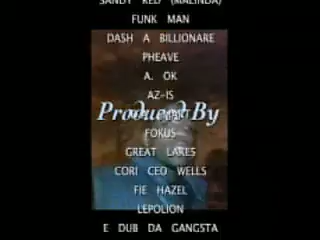 SANDY RED (MALINDA)
FUNK MAN
DASH A BILLIONARE
PHEAVE
A. OK
AZ-IS
Produced By
FOKUS
GREAT LAKES
CORI CEO WELLS
FIE HAZEL
LEPOLION
E DUB DA GANGSTA